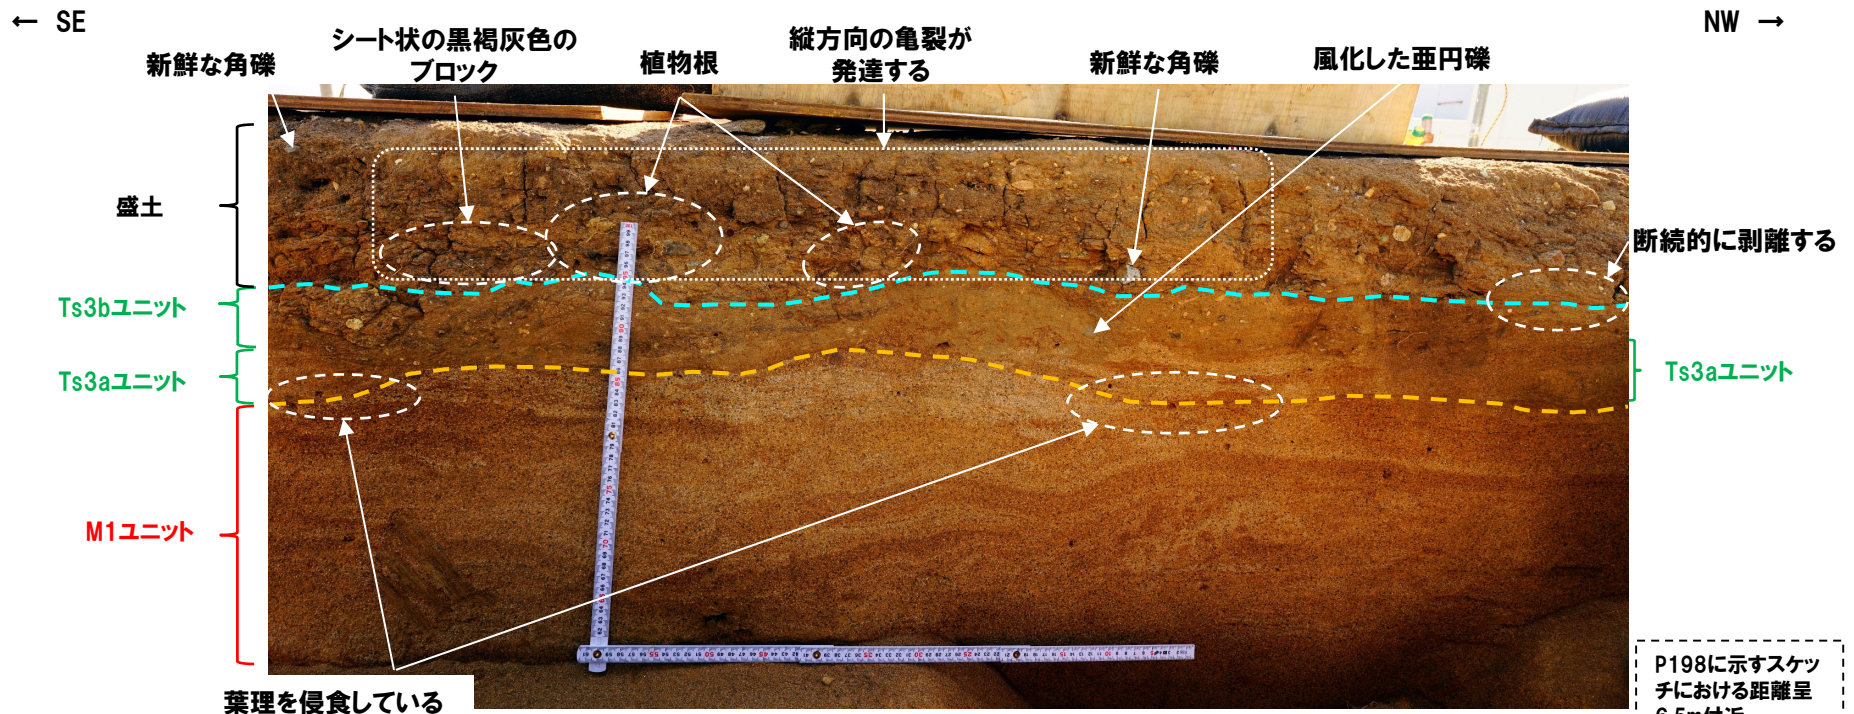 ← SE
NW →
シート状の黒褐灰色の
ブロック
縦方向の亀裂が
発達する
新鮮な角礫
植物根
新鮮な角礫
風化した亜円礫
盛土
断続的に剥離する
Ts3bユニット
Ts3aユニット
Ts3aユニット
M1ユニット
葉理を侵食している
P198に示すスケッ
チにおける距離呈